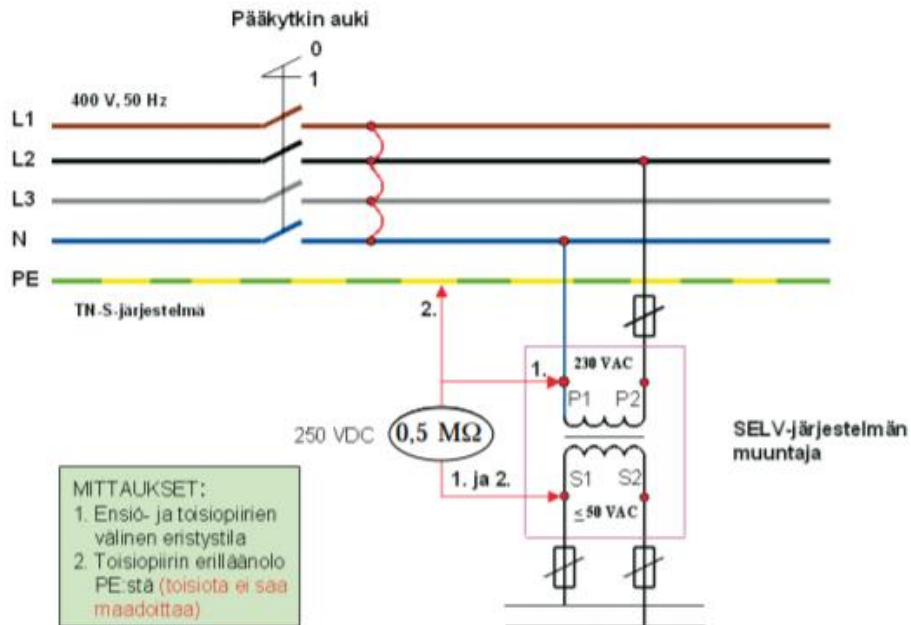 Pääkytkin auki
0
1
400 V, 50 Hz
L1
L2
L3
N
PE
TN-S-järjestelmä
2.
1.
230 VAC
P1 P2
250 VDC
0,5 MΩ
SELV-järjestelmän
muuntaja
1. ja 2.
S1 S2
≤ 50 VAC
MITTAUKSET:
1. Ensiö- ja toisiopiirien
välinen eristystila
2. Toisiopiirin erilläänolo
PE:stä (toisiota ei saa
maadoittaa)